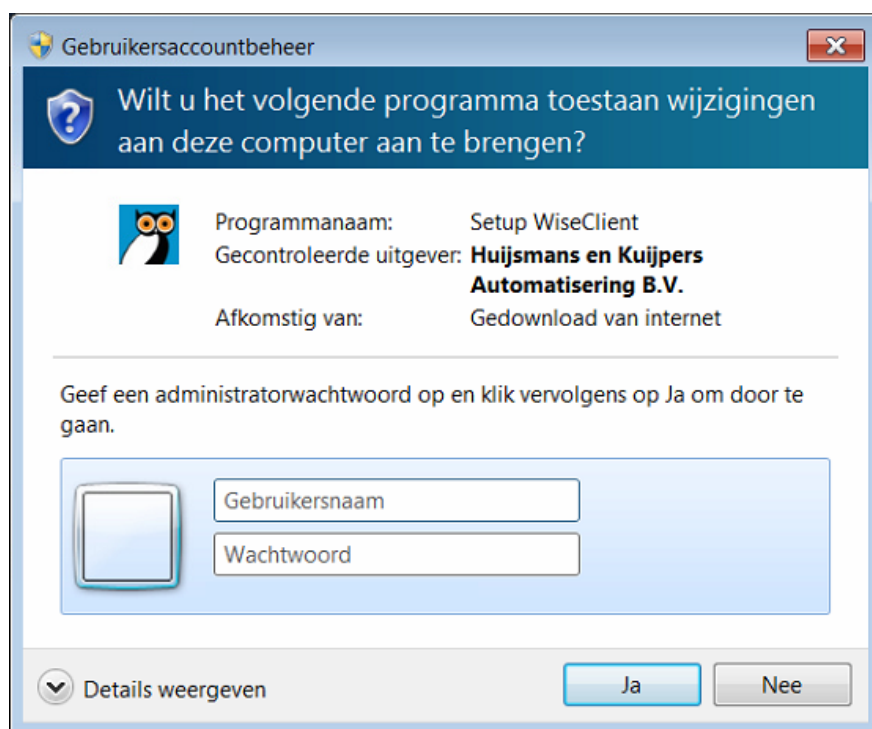 Gebruikersaccountbeheer
Wilt u het volgende programma toestaan wijzigingen
aan deze computer aan te brengen?
Programmanaam: Setup WiseClient
Gecontroleerde uitgever: Huijsmans en Kuijpers
Automatisering B.V.
Afkomstig van: Gedownload van internet
Geef een administratorwachtwoord op en klik vervolgens op Ja om door te
gaan.
Gebruikersnaam
Wachtwoord
Details weergeven Ja Nee